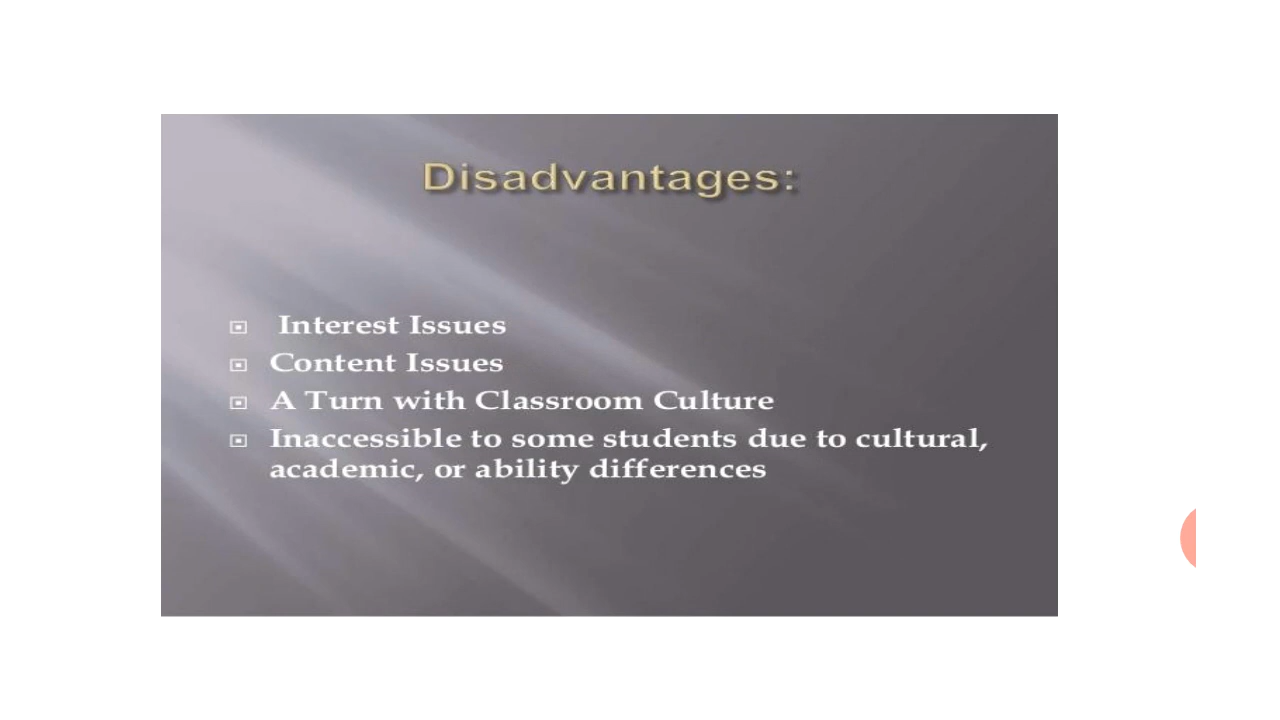 Disadvantages:
Interest Issues
Content Issues
A Turn with Classroom Culture
Inaccessible to some students due to cultural,
academic, or ability differences